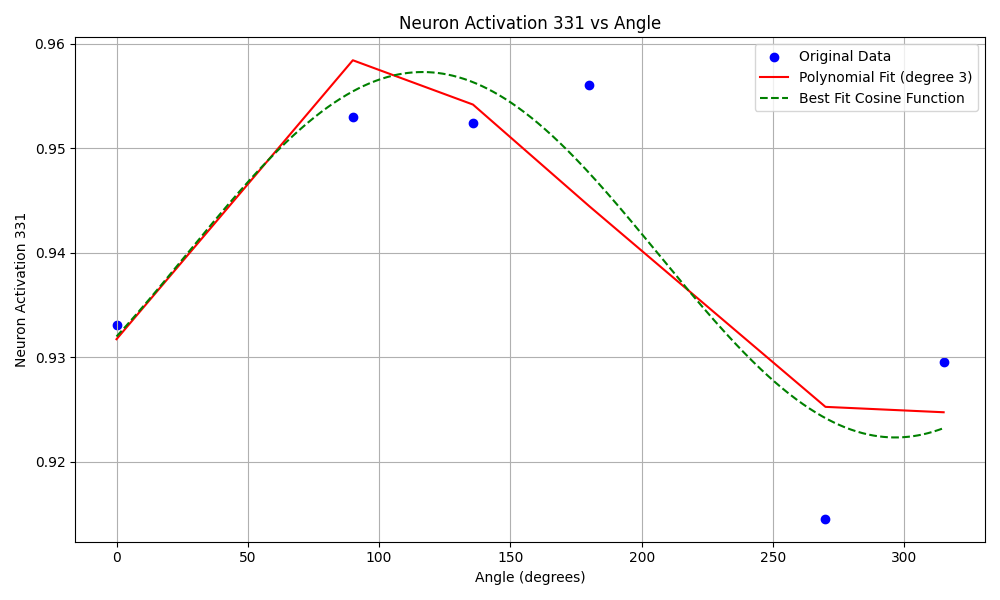 Neuron Activation 331 vs Angle
Original Data
Polynomial Fit (degree 3)
Best Fit Cosine Function
Neuron Activation 331
0.96
0.95
0.94
0.93
0.92
0 50 100 150 200 250 300
Angle (degrees)